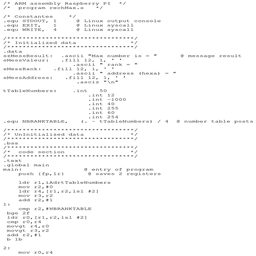 /* ARM assembly Raspberry PI  */
/*  program rechMax.s   */

/* Constantes    */
.equ STDOUT, 1     @ Linux output console
.equ EXIT,   1     @ Linux syscall
.equ WRITE,  4     @ Linux syscall
/*********************************/
/* Initialized data              */
/*********************************/
.data
szMessResult:  .ascii "Max number is = "      @ message result
sMessValeur:   .fill 12, 1, ' '
.ascii " rank = "
sMessRank:   .fill 12, 1, ' '
.ascii " address (hexa) = "
sMessAddress:   .fill 12, 1, ' '
.ascii "\n"

tTableNumbers:    .int    50
.int 12
.int -1000
.int 40
.int 255
.int 60
.int 254
.equ NBRANKTABLE,   (. - tTableNumbers) / 4  @ number table posts

/*********************************/
/* UnInitialized data            */
/*********************************/
.bss
/*********************************/
/*  code section                 */
/*********************************/
.text
.global main
main:                @ entry of program
push {fp,lr}      @ saves 2 registers

ldr r1,iAdrtTableNumbers
mov r2,#0
ldr r4,[r1,r2,lsl #2]
mov r3,r2
add r2,#1
1:
cmp r2,#NBRANKTABLE
bge 2f
ldr r0,[r1,r2,lsl #2]
cmp r0,r4
movgt r4,r0
movgt r3,r2
add r2,#1
b 1b

2:
mov r0,r4